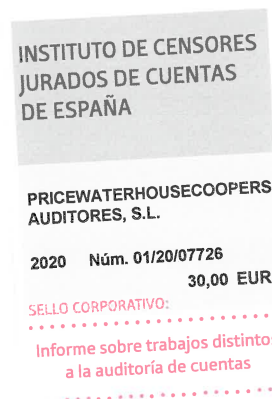 INSTITUTO DE CENSORES
JURADOS DE CUENTAS
DE ESPAÑA
PRICEWATERHOUSECOOPERS
AUDITORES, S.L.
2020 Núm. 01/20/07726
30,00 EUR
SELLO CORPORATIVO:
Informe sobre trabajos distintos
a la auditoría de cuentas